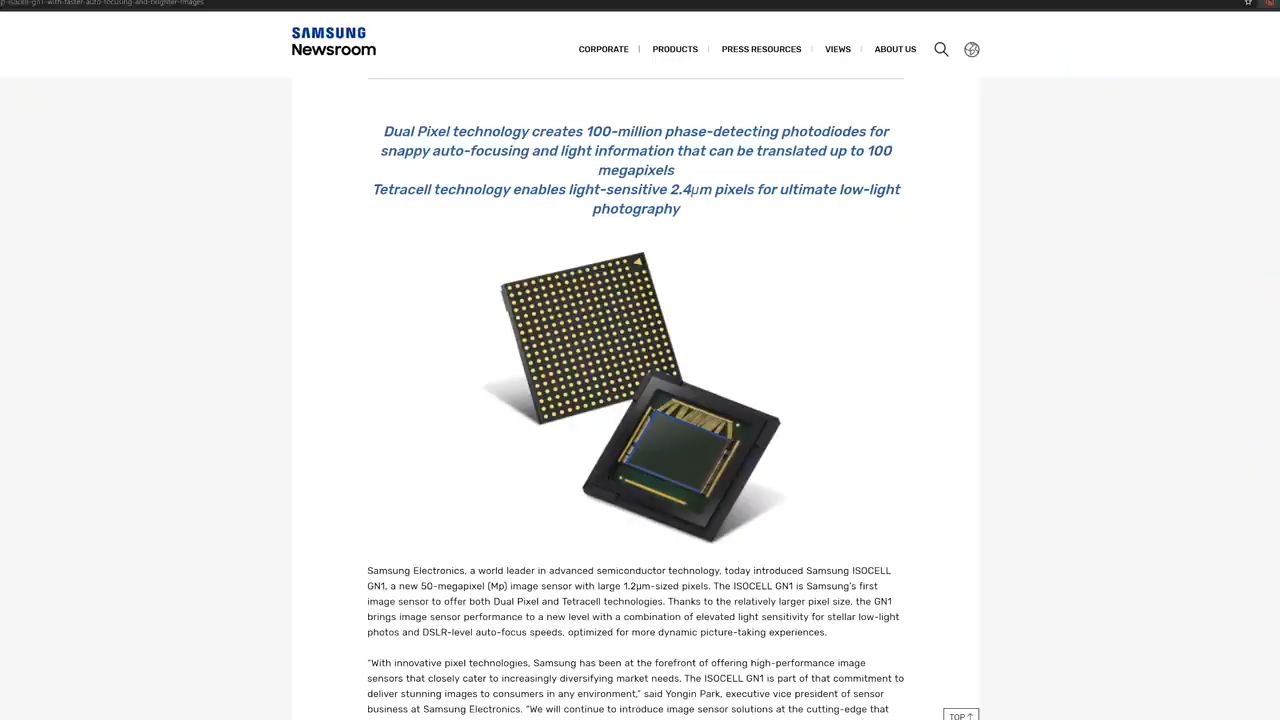 p-isocell-gn1-with-faster-auto-focusing-and-brighter-images
SAMSUNG
Newsroom
CORPORATE | PRODUCTS | PRESS RESOURCES | VIEWS | ABOUT US
Dual Pixel technology creates 100-million phase-detecting photodiodes for
snappy auto-focusing and light information that can be translated up to 100
megapixels
Tetracell technology enables light-sensitive 2.4μm pixels for ultimate low-light
photography
Samsung Electronics, a world leader in advanced semiconductor technology, today introduced Samsung ISOCELL
GN1, a new 50-megapixel (Mp) image sensor with large 1.2μm-sized pixels. The ISOCELL GN1 is Samsung's first
image sensor to offer both Dual Pixel and Tetracell technologies. Thanks to the relatively larger pixel size, the GN1
brings image sensor performance to a new level with a combination of elevated light sensitivity for stellar low-light
photos and DSLR-level auto-focus speeds, optimized for more dynamic picture-taking experiences.
“With innovative pixel technologies, Samsung has been at the forefront of offering high-performance image
sensors that closely cater to increasingly diversifying market needs. The ISOCELL GN1 is part of that commitment to
deliver stunning images to consumers in any environment,” said Yongin Park, executive vice president of sensor
business at Samsung Electronics. “We will continue to introduce image sensor solutions at the cutting-edge that
TOP ↑